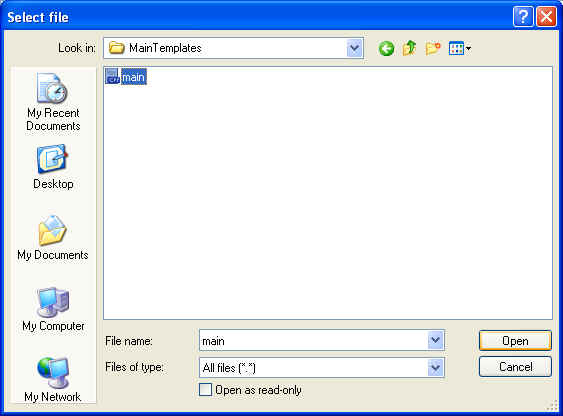 Select file
Look in:
MainTemplates
main
My Recent
Documents
Desktop
My Documents
My Computer
My Network
File name:
main
Open
Files of type:
All files (*.*)
Cancel
Open as read-only